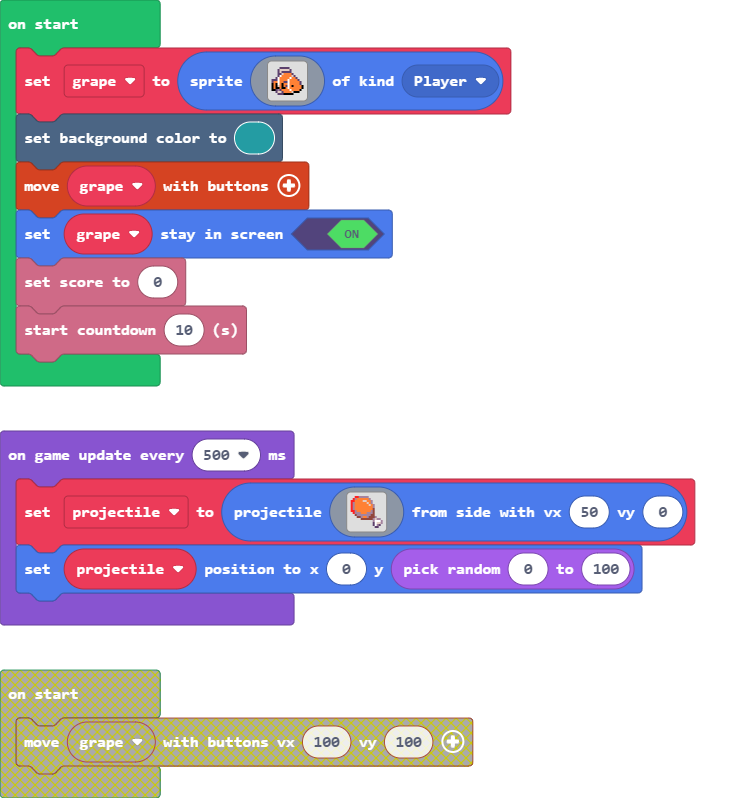 on start
set grape to sprite of kind Player
set background color to
move grape with buttons
set grape stay in screen ON
set score to 0
start countdown 10 (s)
on game update every 500 ms
set projectile to projectile from side with vx 50 vy 0
set projectile position to x 0 y pick random 0 to 100
on start
move grape with buttons vx 100 vy 100